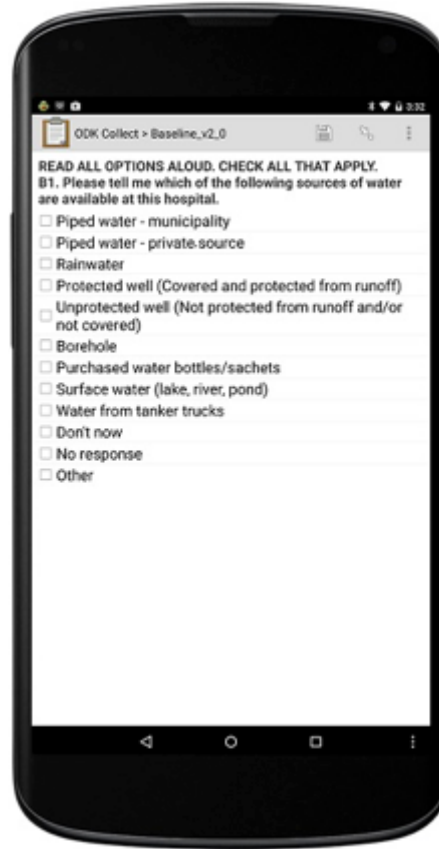 3:32
ODK Collect > Baseline_v2_0
READ ALL OPTIONS ALOUD. CHECK ALL THAT APPLY.
B1. Please tell me which of the following sources of water
are available at this hospital.
Piped water - municipality
Piped water - private source
Rainwater
Protected well (Covered and protected from runoff)
Unprotected well (Not protected from runoff and/or
not covered)
Borehole
Purchased water bottles/sachets
Surface water (lake, river, pond)
Water from tanker trucks
Don't now
No response
Other